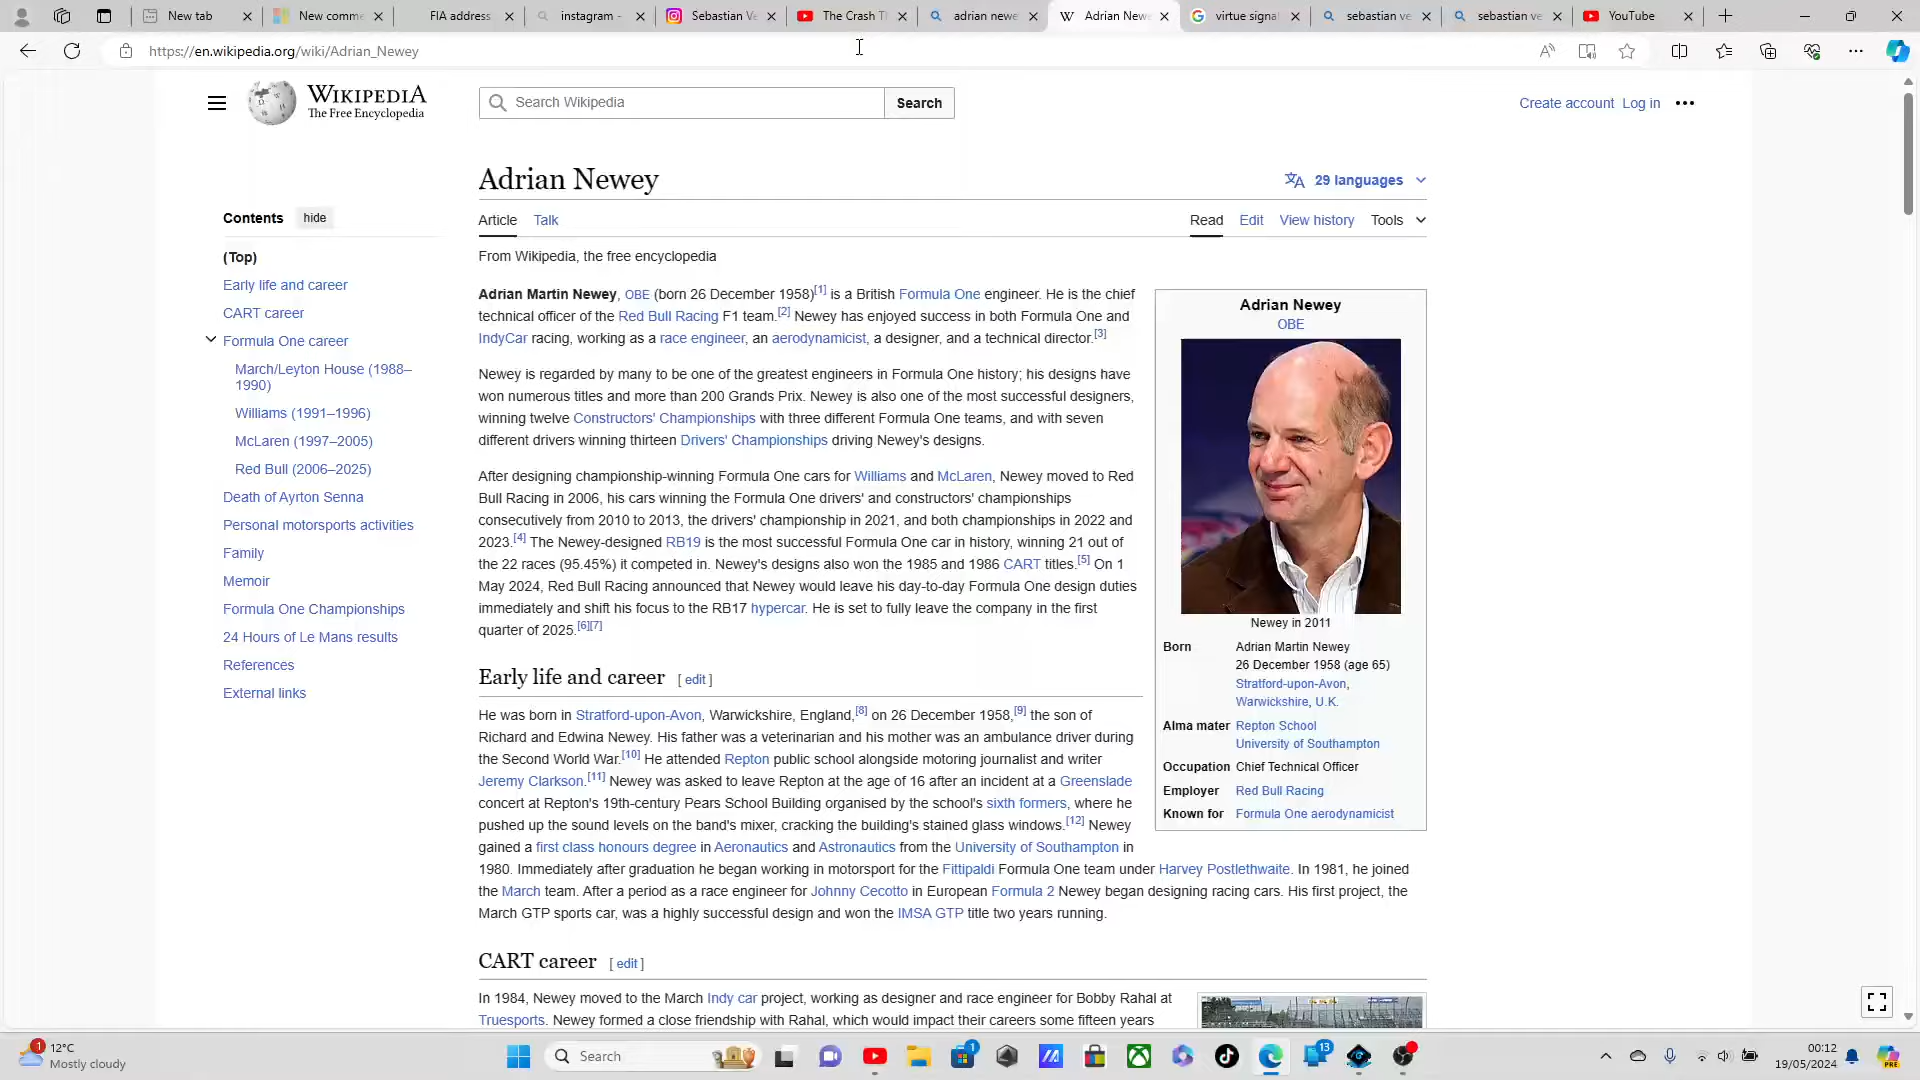 New tab
New comme
FIA address
instagram -
Sebastian Ve
The Crash Th
adrian newe
Adrian Newe
virtue signa
sebastian ve
sebastian ve
YouTube
https://en.wikipedia.org/wiki/Adrian_Newey
WIKIPEDIA
The Free Encyclopedia
Search Wikipedia
Search
Create account Log in
Adrian Newey
29 languages
Contents hide
Article Talk
Read Edit View history Tools
(Top)
Early life and career
CART career
Formula One career
March/Leyton House (1988–
1990)
Williams (1991–1996)
McLaren (1997–2005)
Red Bull (2006–2025)
Death of Ayrton Senna
Personal motorsports activities
Family
Memoir
Formula One Championships
24 Hours of Le Mans results
References
External links
From Wikipedia, the free encyclopedia
Adrian Martin Newey, OBE (born 26 December 1958)[1] is a British Formula One engineer. He is the chief
technical officer of the Red Bull Racing F1 team.[2] Newey has enjoyed success in both Formula One and
IndyCar racing, working as a race engineer, an aerodynamicist, a designer, and a technical director.[3]
Newey is regarded by many to be one of the greatest engineers in Formula One history; his designs have
won numerous titles and more than 200 Grands Prix. Newey is also one of the most successful designers,
winning twelve Constructors' Championships with three different Formula One teams, and with seven
different drivers winning thirteen Drivers' Championships driving Newey's designs.
After designing championship-winning Formula One cars for Williams and McLaren, Newey moved to Red
Bull Racing in 2006, his cars winning the Formula One drivers' and constructors' championships
consecutively from 2010 to 2013, the drivers' championship in 2021, and both championships in 2022 and
2023.[4] The Newey-designed RB19 is the most successful Formula One car in history, winning 21 out of
the 22 races (95.45%) it competed in. Newey's designs also won the 1985 and 1986 CART titles.[5] On 1
May 2024, Red Bull Racing announced that Newey would leave his day-to-day Formula One design duties
immediately and shift his focus to the RB17 hypercar. He is set to fully leave the company in the first
quarter of 2025.[6][7]
Adrian Newey
OBE
Newey in 2011
Born Adrian Martin Newey
26 December 1958 (age 65)
Stratford-upon-Avon,
Warwickshire, U.K.
Alma mater Repton School
University of Southampton
Occupation Chief Technical Officer
Employer Red Bull Racing
Known for Formula One aerodynamicist
Early life and career [ edit ]
He was born in Stratford-upon-Avon, Warwickshire, England,[8] on 26 December 1958,[9] the son of
Richard and Edwina Newey. His father was a veterinarian and his mother was an ambulance driver during
the Second World War.[10] He attended Repton public school alongside motoring journalist and writer
Jeremy Clarkson.[11] Newey was asked to leave Repton at the age of 16 after an incident at a Greenslade
concert at Repton's 19th-century Pears School Building organised by the school's sixth formers, where he
pushed up the sound levels on the band's mixer, cracking the building's stained glass windows.[12] Newey
gained a first class honours degree in Aeronautics and Astronautics from the University of Southampton in
1980. Immediately after graduation he began working in motorsport for the Fittipaldi Formula One team under Harvey Postlethwaite. In 1981, he joined
the March team. After a period as a race engineer for Johnny Cecotto in European Formula 2 Newey began designing racing cars. His first project, the
March GTP sports car, was a highly successful design and won the IMSA GTP title two years running.
CART career [ edit ]
In 1984, Newey moved to the March Indy car project, working as designer and race engineer for Bobby Rahal at
Truesports. Newey formed a close friendship with Rahal, which would impact their careers some fifteen years
1
12°C
Mostly cloudy
Search
1
13
00:12
19/05/2024
PRE